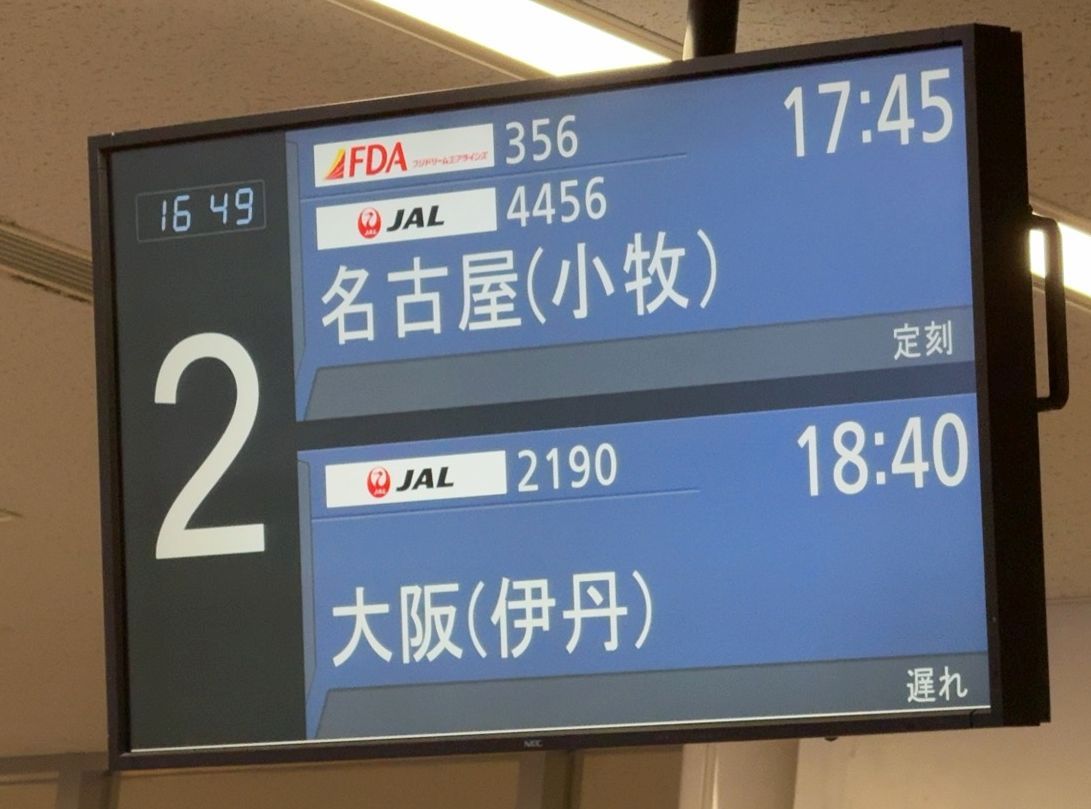 16 49
2
FDA フジドリームエアラインズ 356
17:45
JAL 4456
名古屋(小牧)
定刻
JAL 2190
18:40
大阪(伊丹)
遅れ
NEC